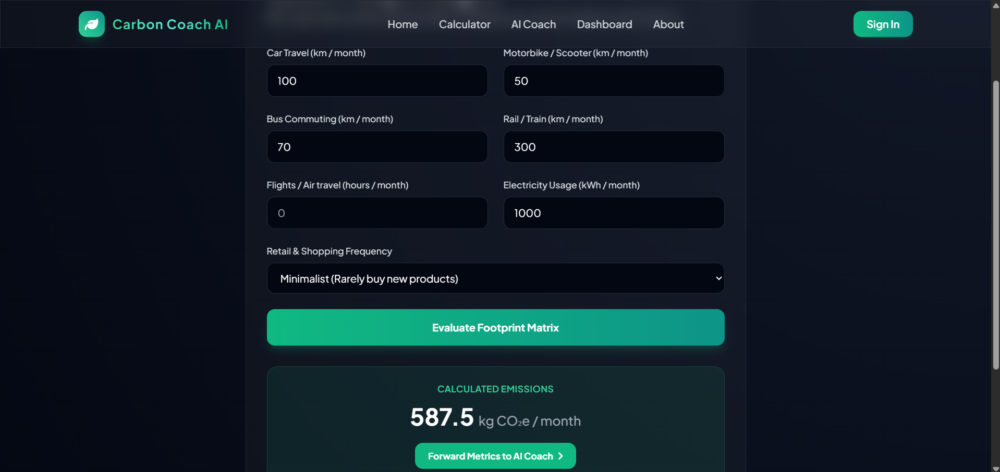 Carbon Coach AI
Home
Calculator
AI Coach
Dashboard
About
Sign In
Car Travel (km / month)
Motorbike / Scooter (km / month)
100
50
Bus Commuting (km / month)
Rail / Train (km / month)
70
300
Flights / Air travel (hours / month)
Electricity Usage (kWh / month)
0
1000
Retail & Shopping Frequency
Minimalist (Rarely buy new products)
Evaluate Footprint Matrix
CALCULATED EMISSIONS
587.5 kg CO₂e / month
Forward Metrics to AI Coach